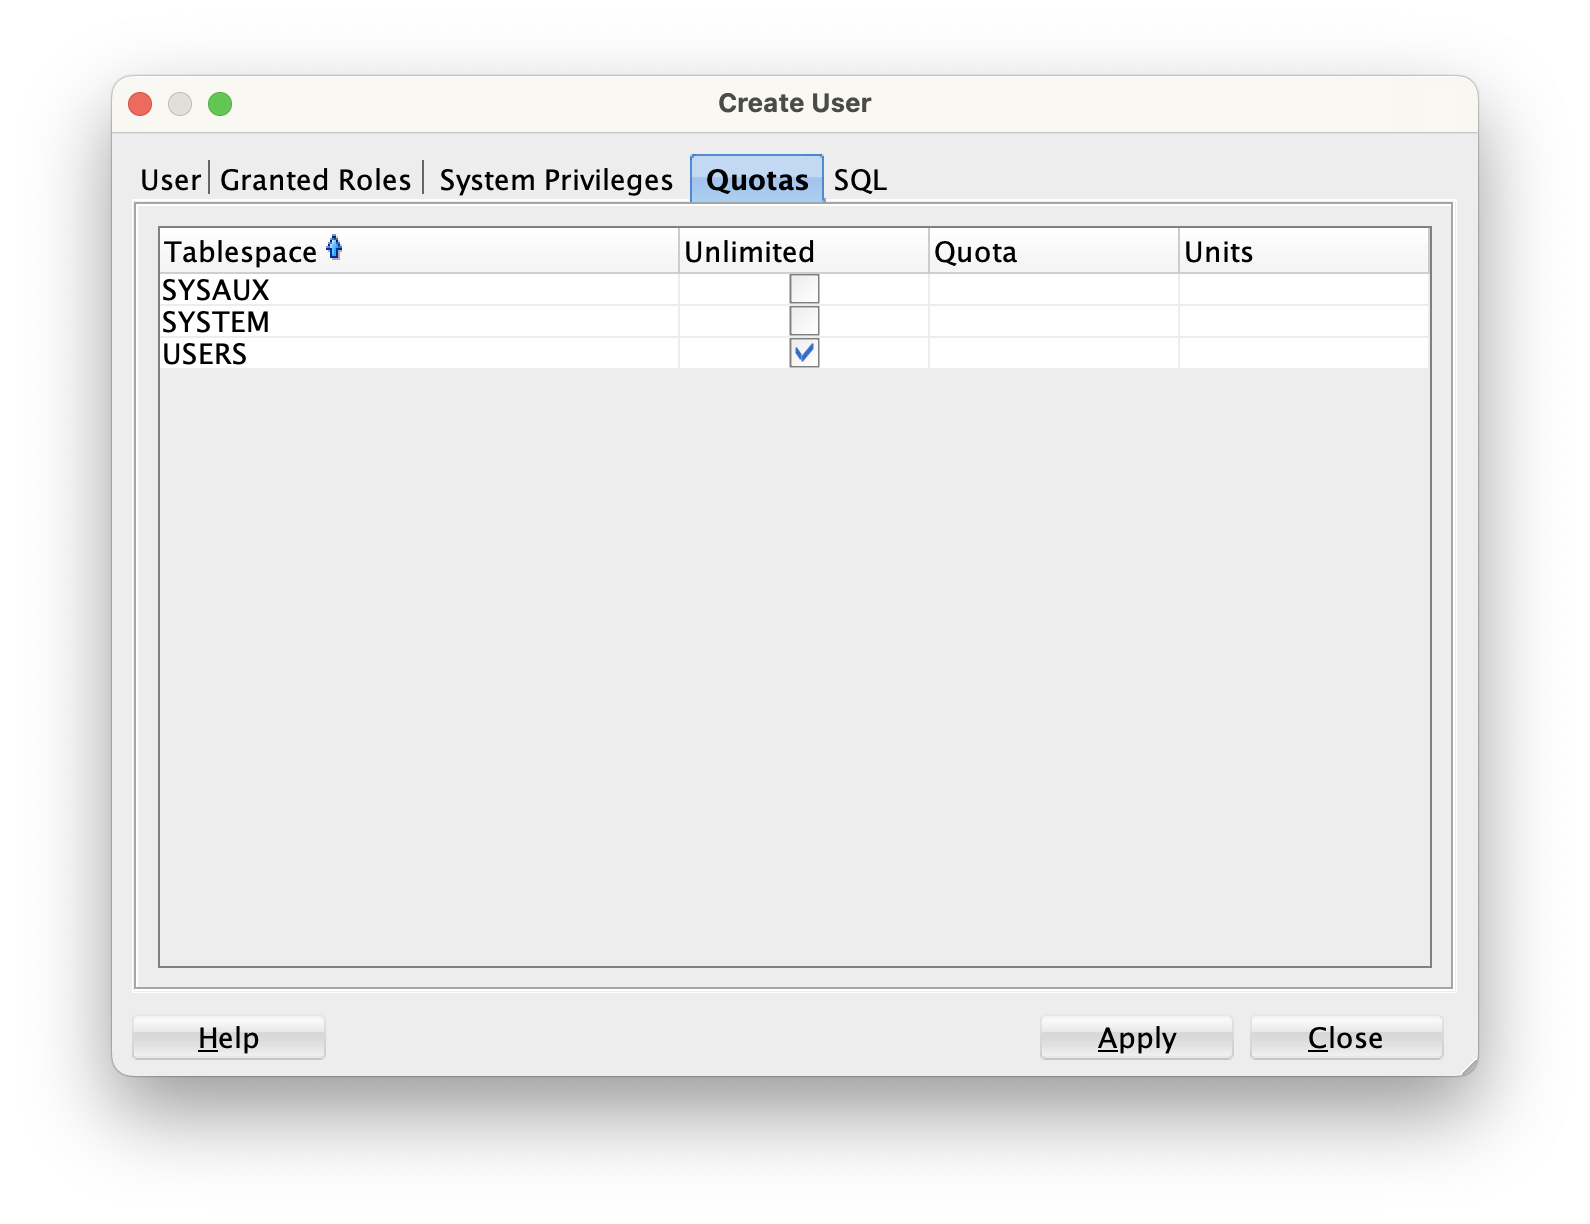 Create User
User Granted Roles System Privileges Quotas SQL
Tablespace Unlimited Quota Units
SYSAUX
SYSTEM
USERS
Help Apply Close